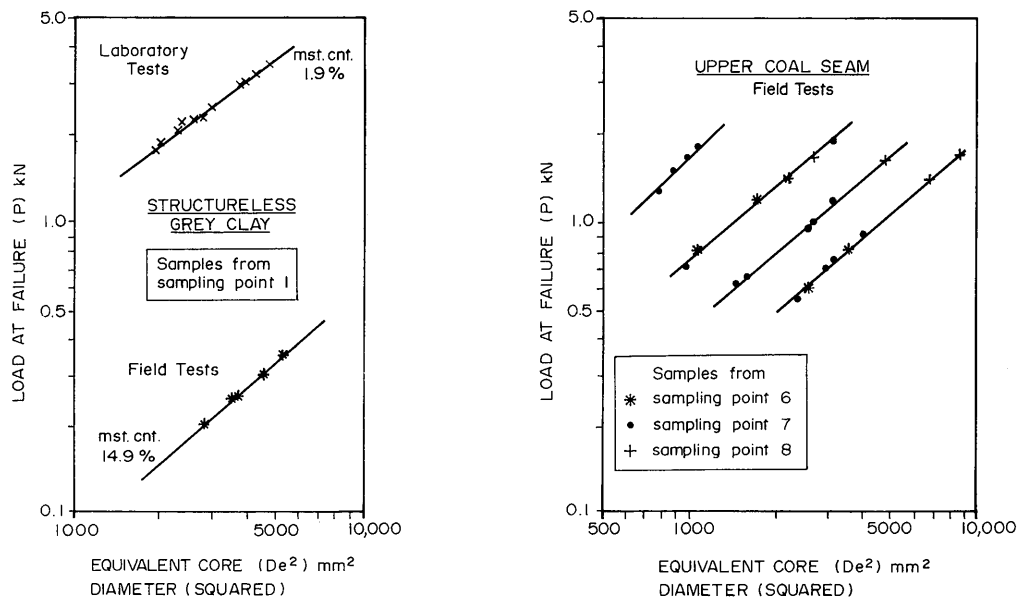 5.0
1.0
0.5
0.1
LOAD AT FAILURE (P) kN
Laboratory
Tests
mst. cnt.
1.9 %
STRUCTURELESS
GREY CLAY
Samples from
sampling point 1
Field Tests
mst. cnt.
14.9 %
1000
5000
10,000
EQUIVALENT CORE (De²) mm²
DIAMETER (SQUARED)
5.0
1.0
0.5
0.1
LOAD AT FAILURE (P) kN
UPPER COAL SEAM
Field Tests
Samples from
sampling point 6
sampling point 7
sampling point 8
500
1000
5000
10,000
EQUIVALENT CORE (De²) mm²
DIAMETER (SQUARED)